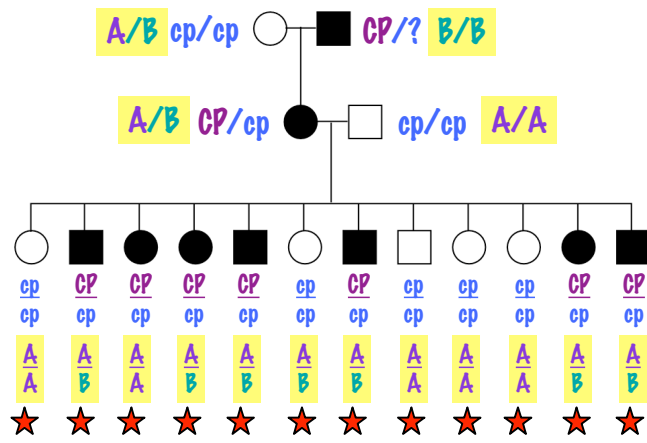 A/B cp/cp CP/? B/B
A/B CP/cp cp/cp A/A
cp CP CP CP CP cp CP cp cp cp CP CP
cp cp cp cp cp cp cp cp cp cp cp cp
A A A A A A A A A A A A
A B A B B B B A A A B B